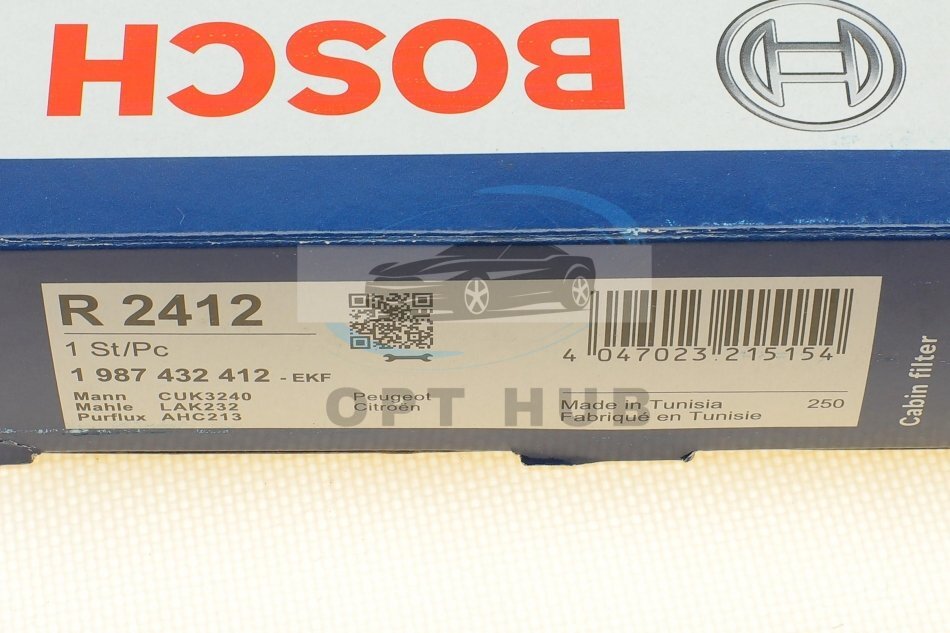 BOSCH
R 2412
1 St/Pc
1 987 432 412 - EKF
Mann CUK3240
Mahle LAK232
Purflux AHC213
Peugeot
Citroën
OPT HUB
4 047023 215154
Made in Tunisia 250
Fabriqué en Tunisie
Cabin filter